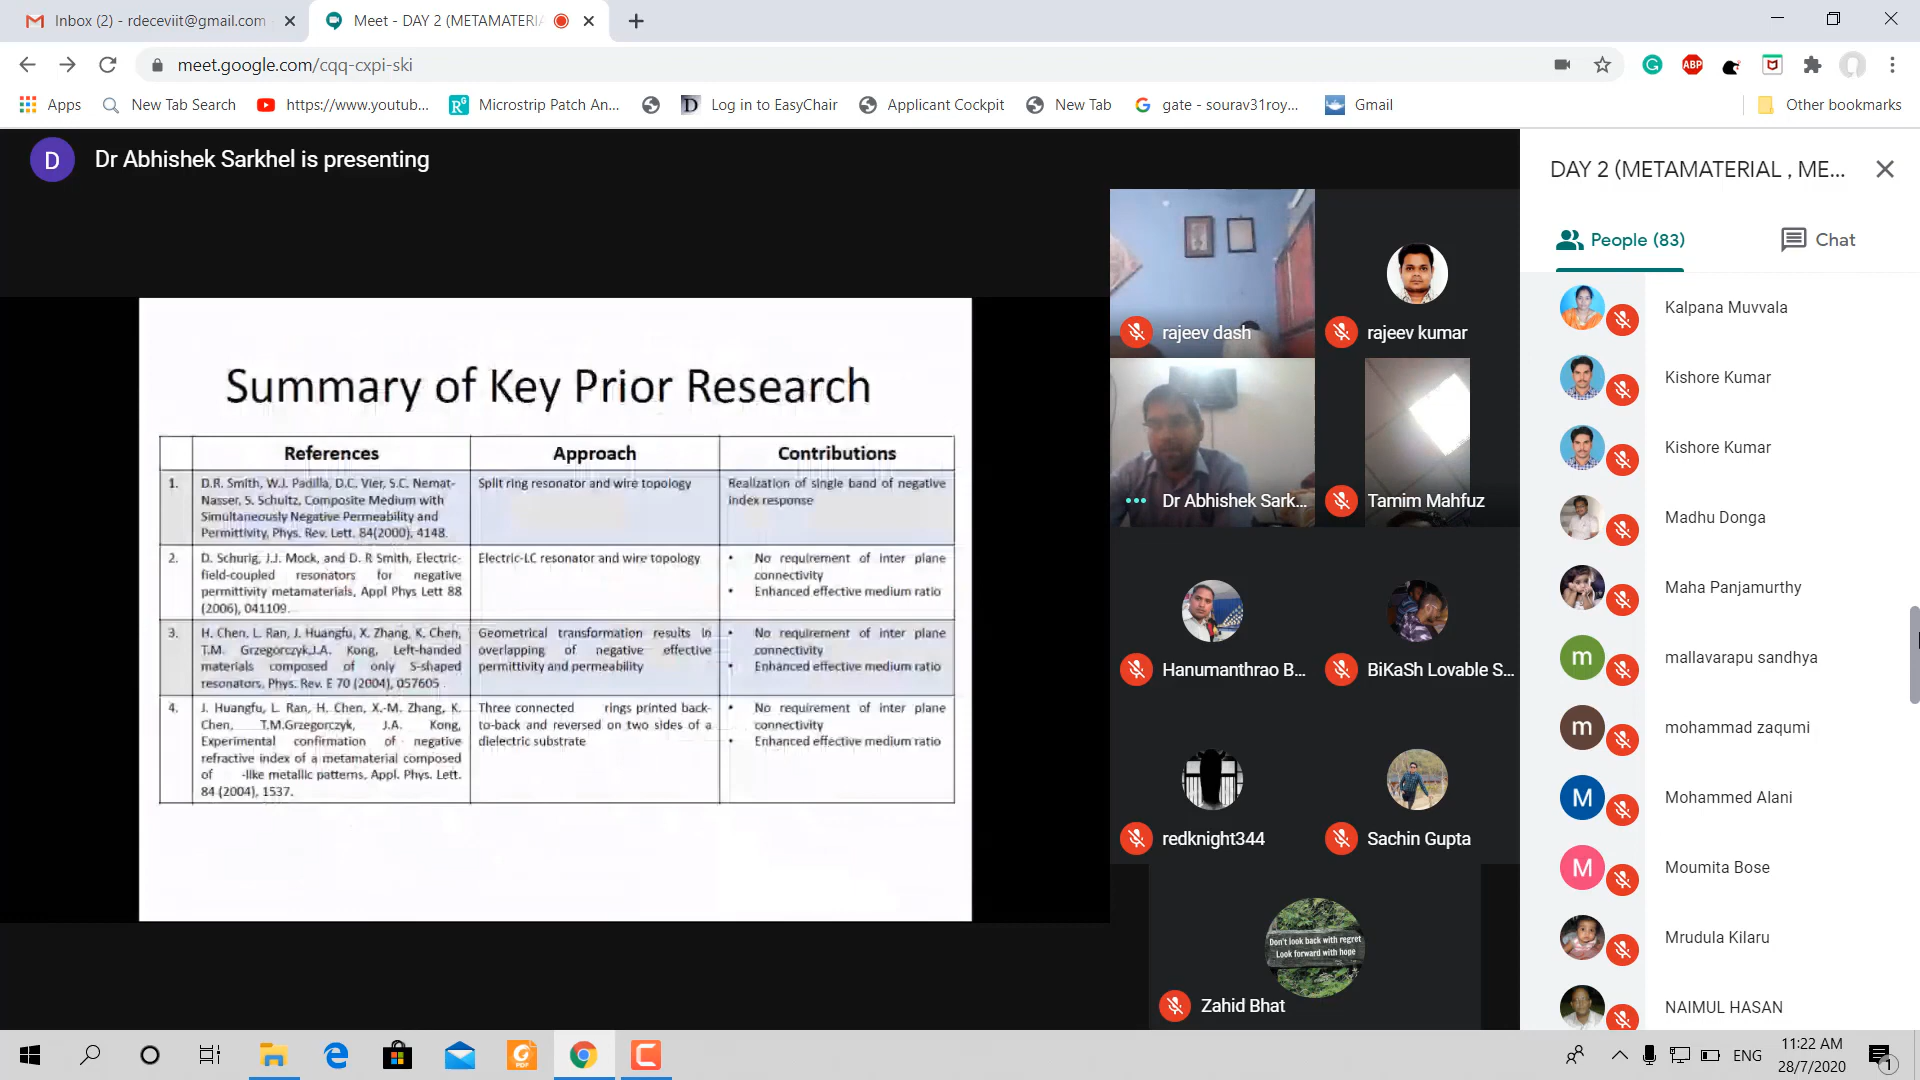 Inbox (2) - rdeceviit@gmail.com
Meet - DAY 2 (METAMATERIA
meet.google.com/cqq-cxpi-ski
Apps
New Tab Search
https://www.youtub...
Microstrip Patch An...
Log in to EasyChair
Applicant Cockpit
New Tab
gate - sourav31roy...
Gmail
Other bookmarks
D
Dr Abhishek Sarkhel is presenting
Summary of Key Prior Research
References
Approach
Contributions
1.
D.R. Smith, W.J. Padilla, D.C. Vier, S.C. Nemat-
Nasser, S. Schultz, Composite Medium with
Simultaneously Negative Permeability and
Permittivity, Phys. Rev. Lett. 84(2000), 4148.
Split ring resonator and wire topology
Realization of single band of negative
index response
2.
D. Schurig, J.J. Mock, and D. R Smith, Electric-
field-coupled resonators for negative
permittivity metamaterials, Appl Phys Lett 88
(2006), 041109.
Electric-LC resonator and wire topology
• No requirement of inter plane
connectivity
• Enhanced effective medium ratio
3.
H. Chen, L. Ran, J. Huangfu, X. Zhang, K. Chen,
T.M. Grzegorczyk,J.A. Kong, Left-handed
materials composed of only S-shaped
resonators, Phys. Rev. E 70 (2004), 057605
Geometrical transformation results in
overlapping of negative effective
permittivity and permeability
• No requirement of inter plane
connectivity
• Enhanced effective medium ratio
4.
J. Huangfu, L. Ran, H. Chen, X.-M. Zhang, K.
Chen, T.M.Grzegorczyk, J.A. Kong,
Experimental confirmation of negative
refractive index of a metamaterial composed
of -like metallic patterns, Appl. Phys. Lett.
84 (2004), 1537.
Three connected rings printed back-
to-back and reversed on two sides of a
dielectric substrate
• No requirement of inter plane
connectivity
• Enhanced effective medium ratio
rajeev dash
rajeev kumar
Dr Abhishek Sark...
Tamim Mahfuz
Hanumanthrao B...
BiKaSh Lovable S...
redknight344
Sachin Gupta
Don't look back with regret
Look forward with hope
Zahid Bhat
DAY 2 (METAMATERIAL , ME...
People (83)
Chat
Kalpana Muvvala
Kishore Kumar
Kishore Kumar
Madhu Donga
Maha Panjamurthy
m
mallavarapu sandhya
m
mohammad zaqumi
M
Mohammed Alani
M
Moumita Bose
Mrudula Kilaru
NAIMUL HASAN
ENG
11:22 AM
28/7/2020
1